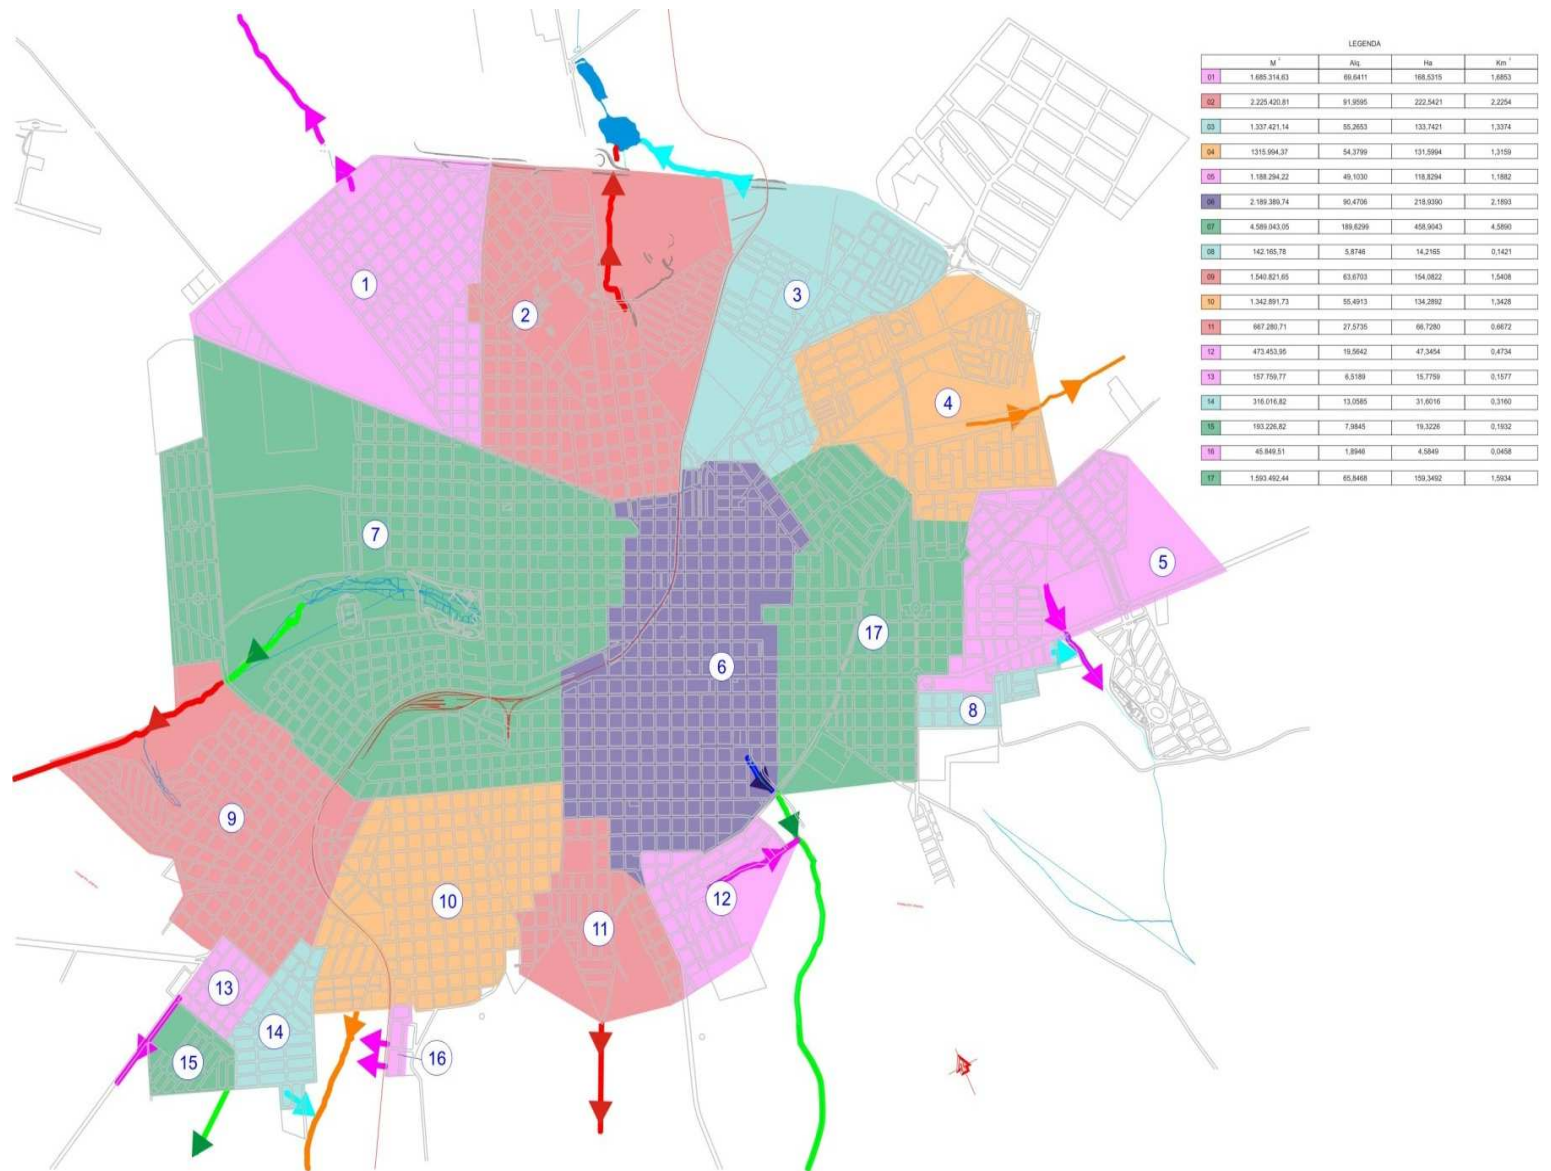 LEGENDA
M² Alq. Ha Km²
01 1.685.314,63 69,6411 168,5315 1,6853
02 2.225.420,81 91,9595 222,5421 2,2254
03 1.337.421,14 55,2653 133,7421 1,3374
04 1315.994,37 54,3799 131,5994 1,3159
05 1.188.294,22 49,1030 118,8294 1,1882
06 2.189.389,74 90,4706 218,9390 2,1893
07 4.589.043,05 189,6299 458,9043 4,5890
08 142.165,78 5,8746 14,2165 0,1421
09 1.540.821,65 63,6703 154,0822 1,5408
10 1.342.891,73 55,4913 134,2892 1,3428
11 667.280,71 27,5735 66,7280 0,6672
12 473.453,95 19,5642 47,3454 0,4734
13 157.759,77 6,5189 15,7759 0,1577
14 316.016,82 13,0585 31,6016 0,3160
15 193.226,82 7,9845 19,3226 0,1932
16 45.849,51 1,8946 4,5849 0,0458
17 1.593.492,44 65,8468 159,3492 1,5934
1
2
3
4
5
6
7
8
9
10
11
12
13
14
15
16
17